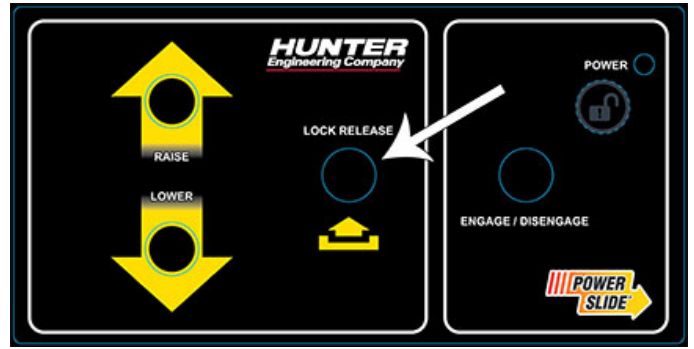 HUNTER
Engineering Company
RAISE
LOWER
LOCK RELEASE
POWER
ENGAGE / DISENGAGE
POWER
SLIDE